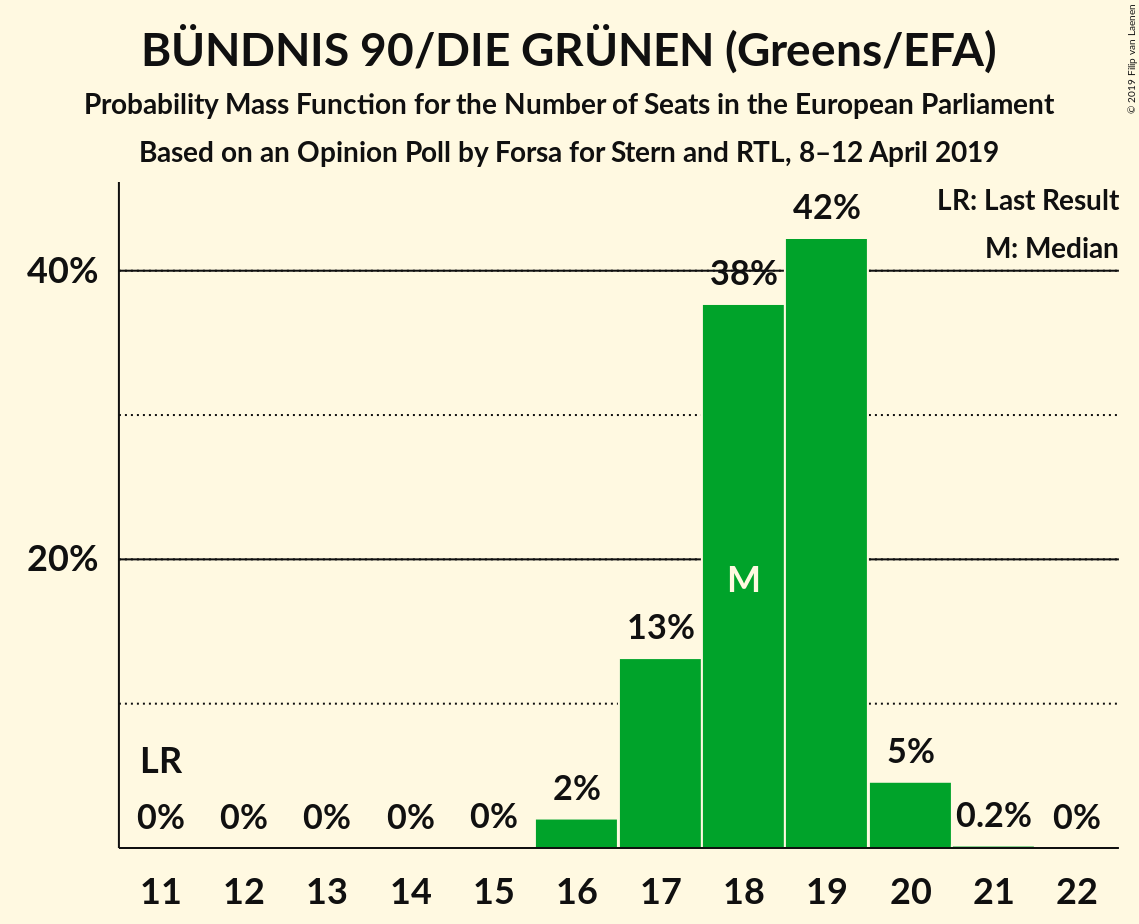 BÜNDNIS 90/DIE GRÜNEN (Greens/EFA)
Probability Mass Function for the Number of Seats in the European Parliament
Based on an Opinion Poll by Forsa for Stern and RTL, 8–12 April 2019
© 2019 Filip van Laenen
LR: Last Result
M: Median
42%
40%
38%
20%
M
13%
LR
5%
2%
0% 0% 0% 0% 0% 0.2% 0%
11 12 13 14 15 16 17 18 19 20 21 22